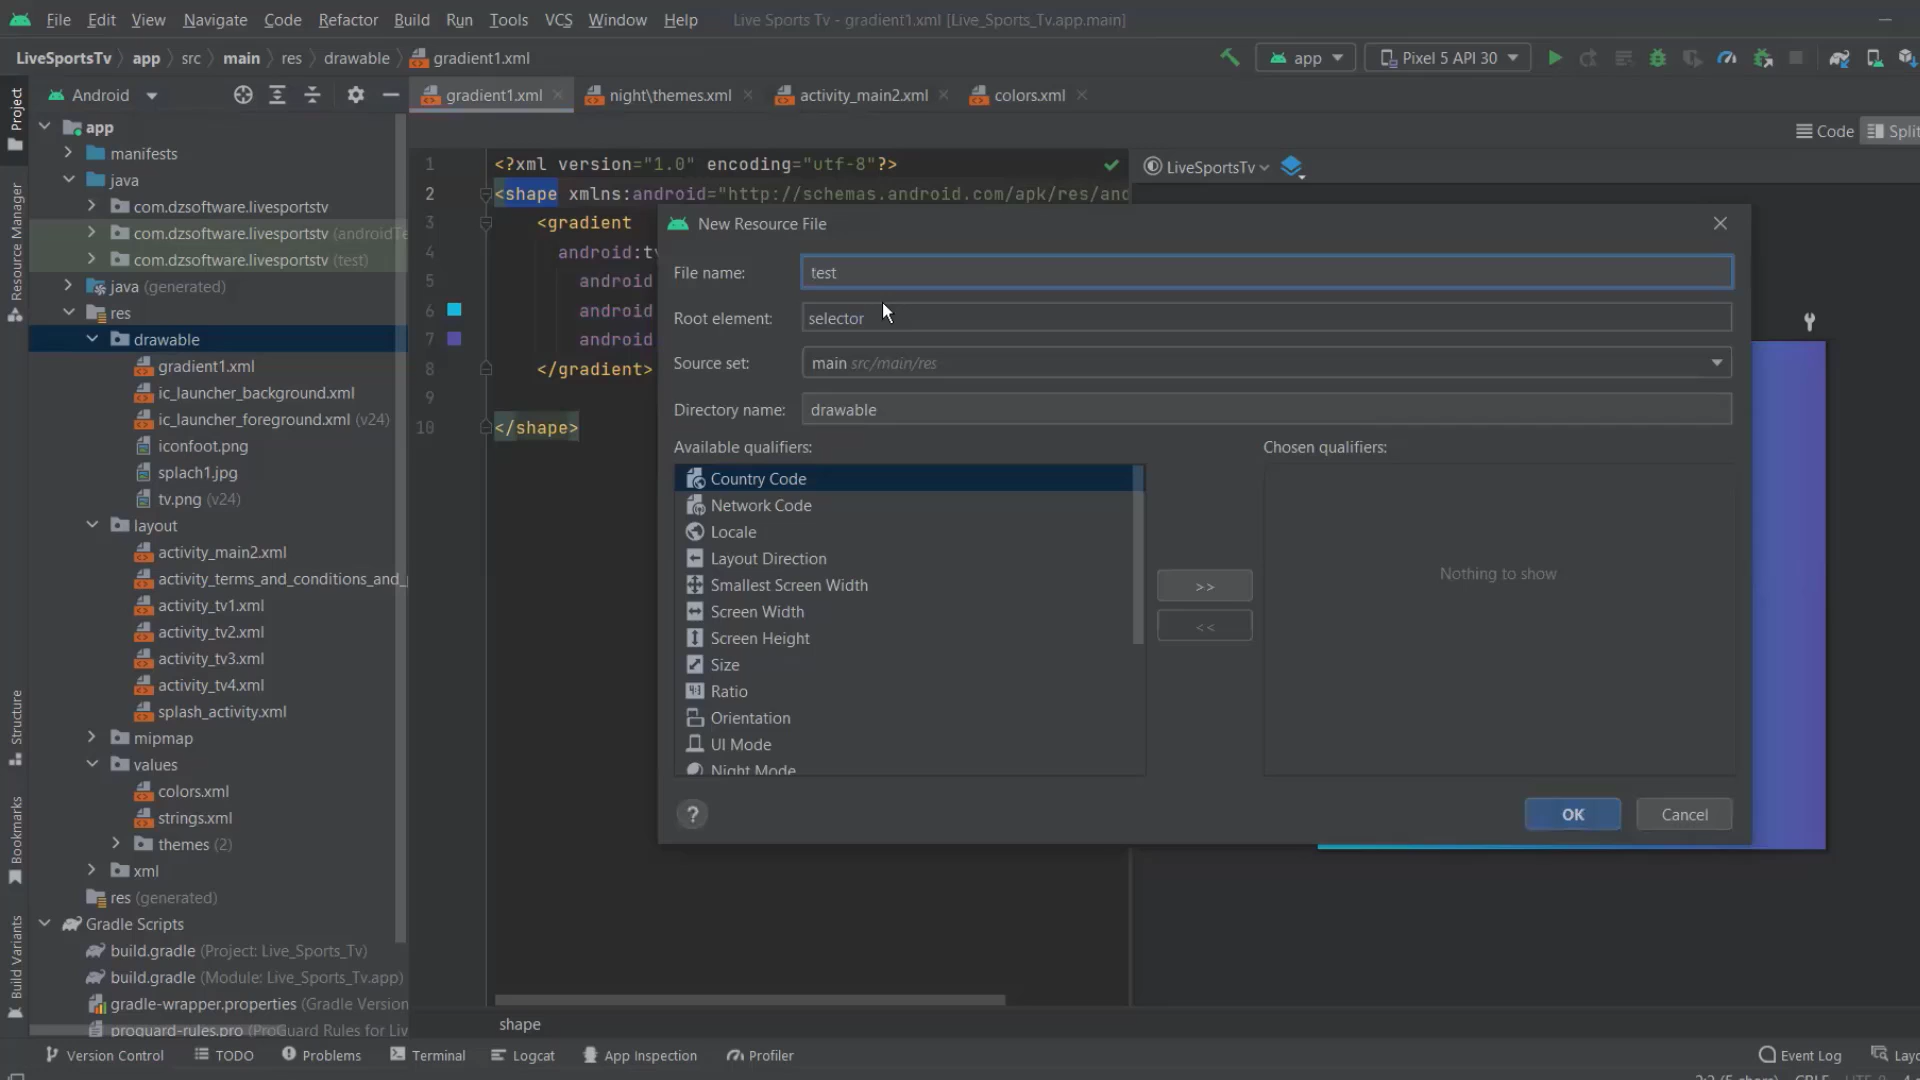 File Edit View Navigate Code Refactor Build Run Tools VCS Window Help Live Sports Tv - gradient1.xml [Live_Sports_Tv.app.main]
LiveSportsTv app src main res drawable gradient1.xml app Pixel 5 API 30
Android gradient1.xml night\themes.xml activity_main2.xml colors.xml
Code Split
LiveSportsTv
Project
Resource Manager
Structure
Bookmarks
Build Variants
app
manifests
java
com.dzsoftware.livesportstv
com.dzsoftware.livesportstv (androidTe
com.dzsoftware.livesportstv (test)
java (generated)
res
drawable
gradient1.xml
ic_launcher_background.xml
ic_launcher_foreground.xml (v24)
iconfoot.png
splach1.jpg
tv.png (v24)
layout
activity_main2.xml
activity_terms_and_conditions_and_
activity_tv1.xml
activity_tv2.xml
activity_tv3.xml
activity_tv4.xml
splash_activity.xml
mipmap
values
colors.xml
strings.xml
themes (2)
xml
res (generated)
Gradle Scripts
build.gradle (Project: Live_Sports_Tv)
build.gradle (Module: Live_Sports_Tv.app)
gradle-wrapper.properties (Gradle Version
proguard-rules.pro (ProGuard Rules for Liv
1 <?xml version="1.0" encoding="utf-8"?>
2 <shape xmlns:android="http://schemas.android.com/apk/res/and
3 <gradient
4 android:ty
5 android
6 android
7 android
8 </gradient>
9
10 </shape>
New Resource File
File name: test
Root element: selector
Source set: main src/main/res
Directory name: drawable
Available qualifiers:
Country Code
Network Code
Locale
Layout Direction
Smallest Screen Width
Screen Width
Screen Height
Size
Ratio
Orientation
UI Mode
Night Mode
>>
<<
Chosen qualifiers:
Nothing to show
?
OK Cancel
shape
Version Control TODO Problems Terminal Logcat App Inspection Profiler Event Log Layo